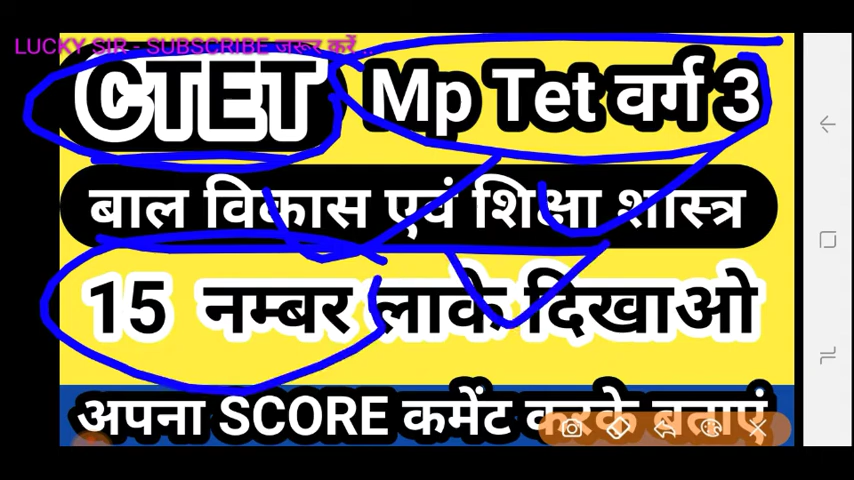 LUCKY SIR - SUBSCRIBE जरूर करें ...
CTET Mp Tet वर्ग 3
बाल विकास एवं शिक्षा शास्त्र
15 नम्बर लाके दिखाओ
अपना SCORE कमेंट करके बताएं